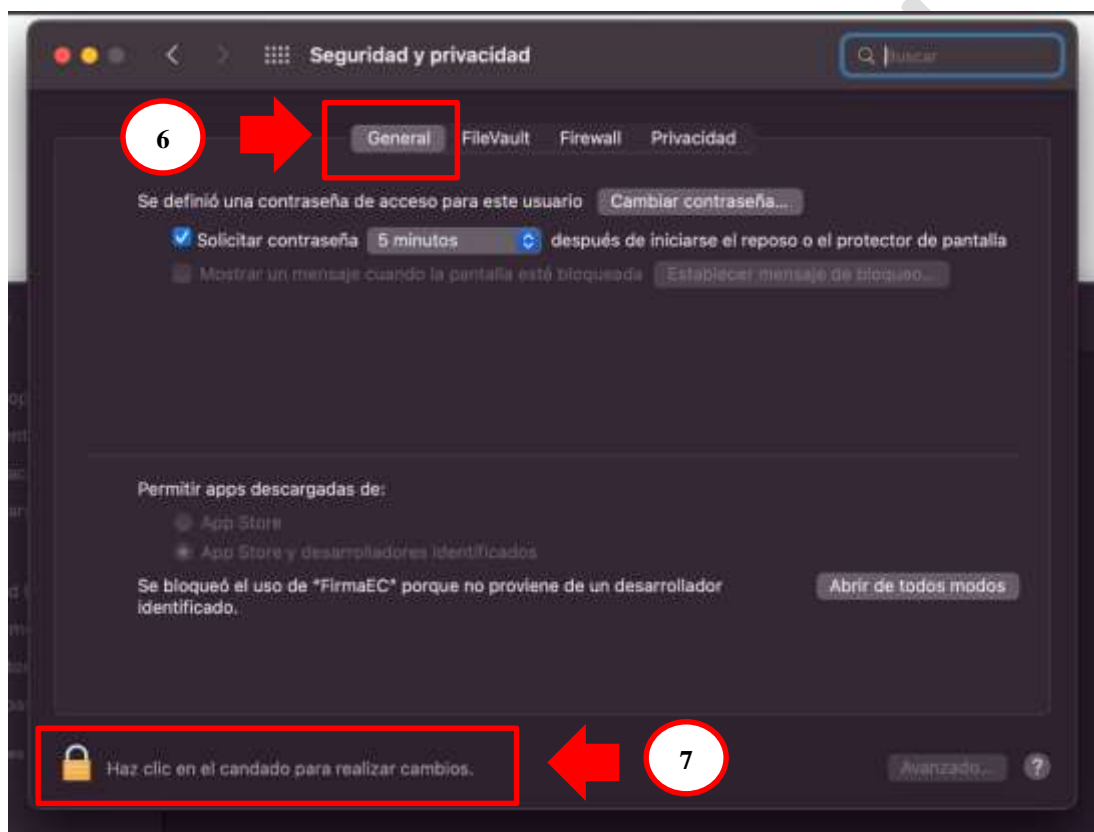 Seguridad y privacidad
Buscar
6
General FileVault Firewall Privacidad
Se definió una contraseña de acceso para este usuario Cambiar contraseña...
Solicitar contraseña 5 minutos después de iniciarse el reposo o el protector de pantalla
Mostrar un mensaje cuando la pantalla esté bloqueada Establecer mensaje de bloqueo...
Permitir apps descargadas de:
App Store
App Store y desarrolladores identificados
Se bloqueó el uso de "FirmaEC" porque no proviene de un desarrollador
identificado.
Abrir de todos modos
Haz clic en el candado para realizar cambios.
7
Avanzado...
?